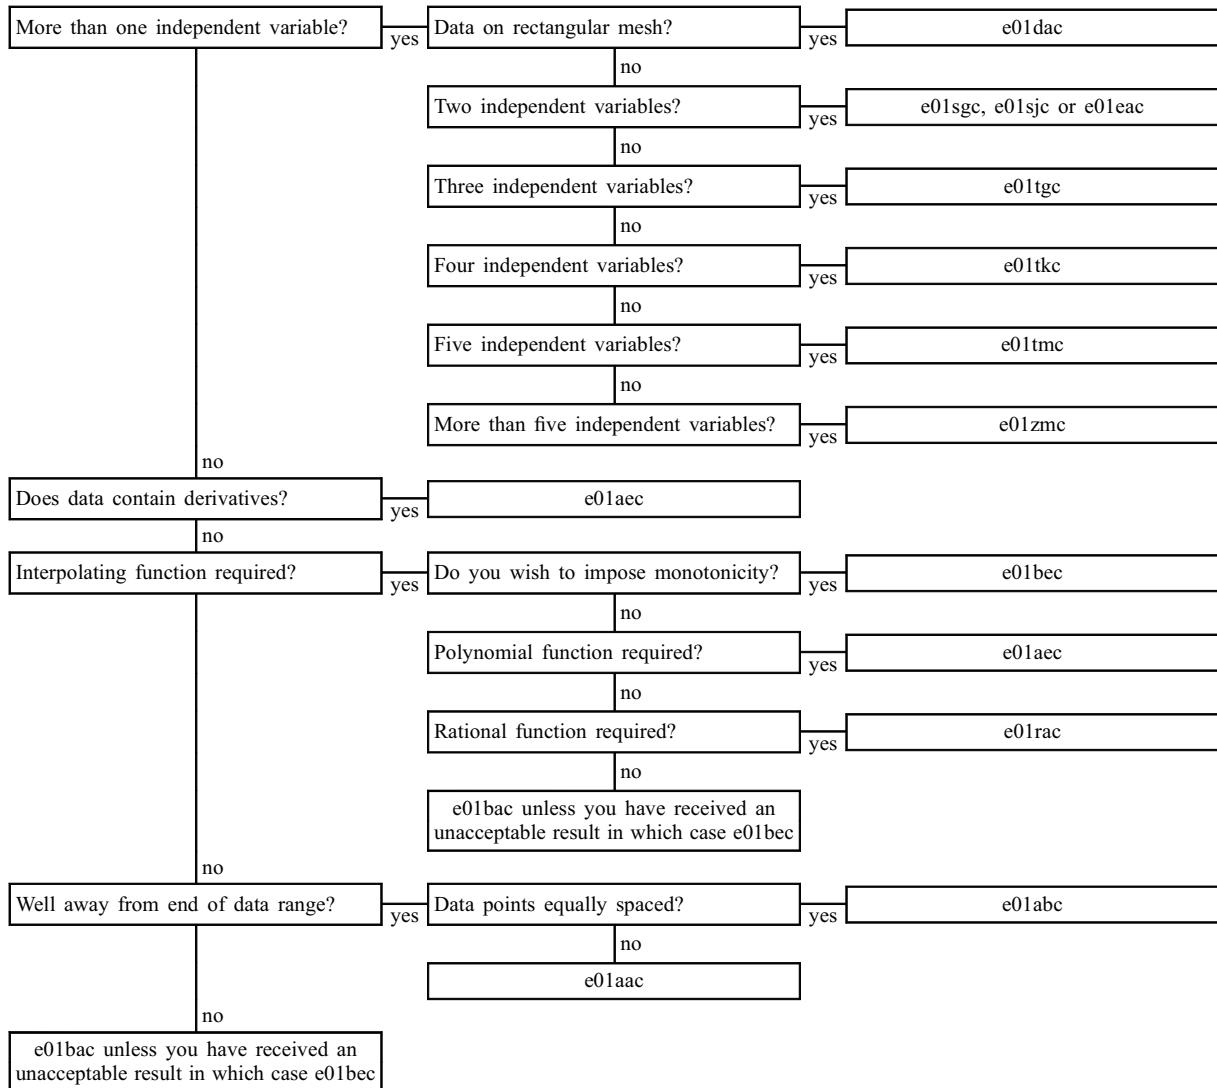 More than one independent variable?
yes
Data on rectangular mesh?
yes
e01dac
no
Two independent variables?
yes
e01sgc, e01sjc or e01eac
no
Three independent variables?
yes
e01tgc
no
Four independent variables?
yes
e01tkc
no
Five independent variables?
yes
e01tmc
no
More than five independent variables?
yes
e01zmc
no
Does data contain derivatives?
yes
e01aec
no
Interpolating function required?
yes
Do you wish to impose monotonicity?
yes
e01bec
no
Polynomial function required?
yes
e01aec
no
Rational function required?
yes
e01rac
no
e01bac unless you have received an
unacceptable result in which case e01bec
no
Well away from end of data range?
yes
Data points equally spaced?
yes
e01abc
no
e01aac
no
e01bac unless you have received an
unacceptable result in which case e01bec